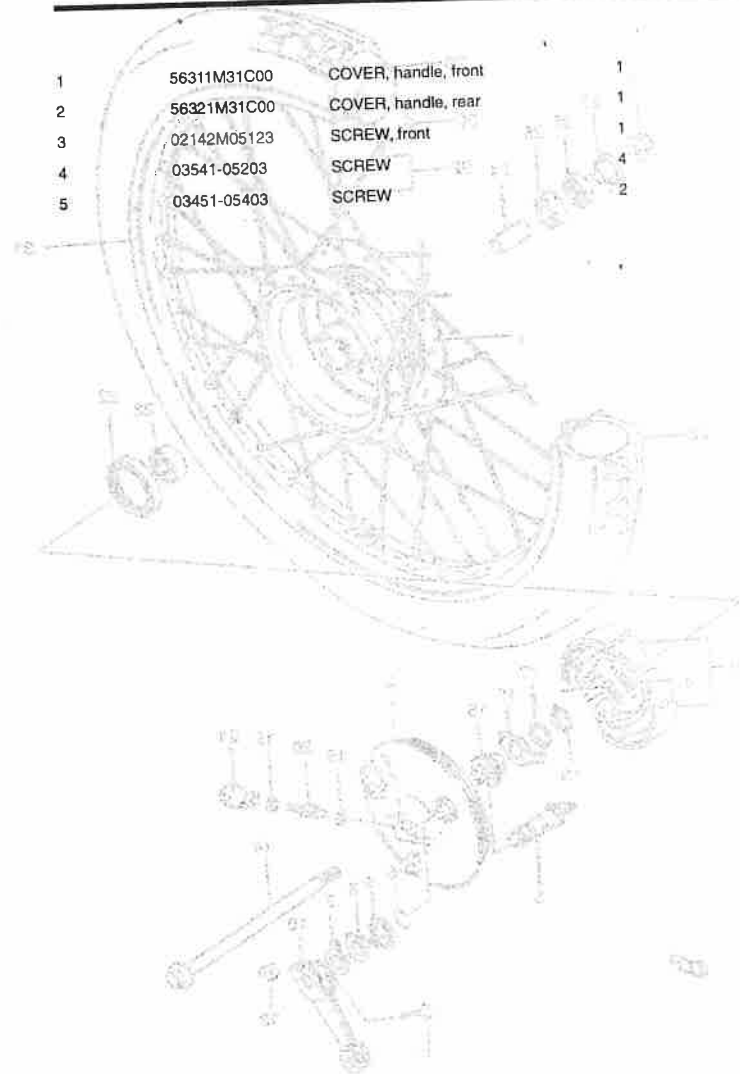 1 56311M31C00 COVER, handle, front 1
2 56321M31C00 COVER, handle, rear 1
3 02142M05123 SCREW, front 1
4 03541-05203 SCREW 4
5 03451-05403 SCREW 2